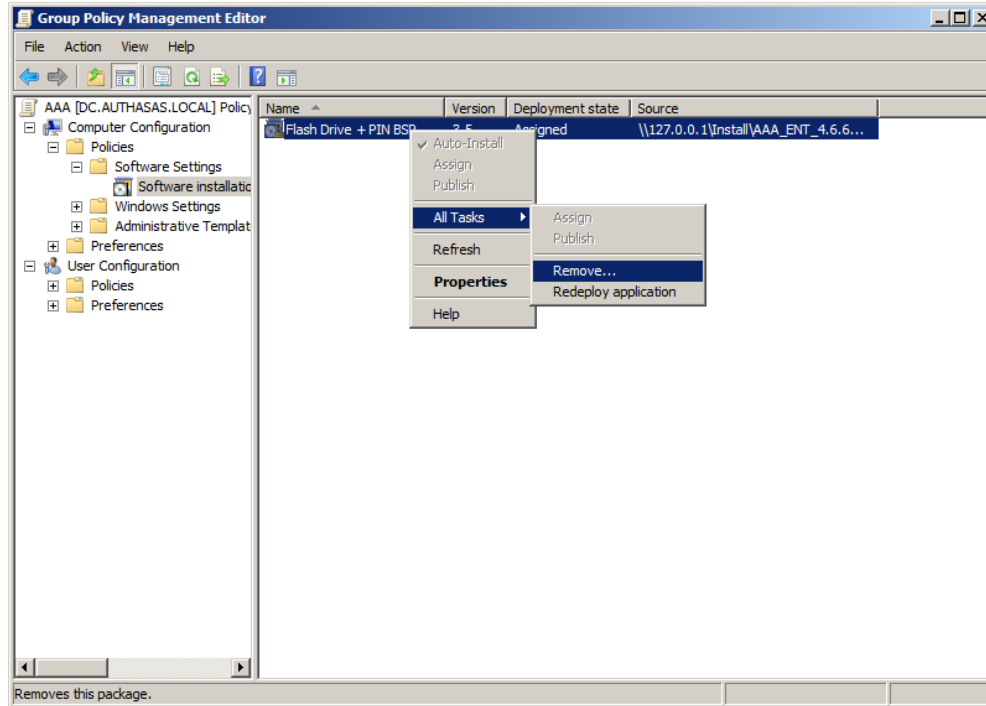 Group Policy Management Editor
File Action View Help
AAA [DC.AUTHASAS.LOCAL] Policy
Computer Configuration
Policies
Software Settings
Software installatic
Windows Settings
Administrative Templat
Preferences
User Configuration
Policies
Preferences
Name Version Deployment state Source
Flash Drive + PIN BSP 3.5 Assigned \\127.0.0.1\Install\AAA_ENT_4.6.6...
Auto-Install
Assign
Publish
All Tasks
Refresh
Properties
Help
Assign
Publish
Remove...
Redeploy application
Removes this package.